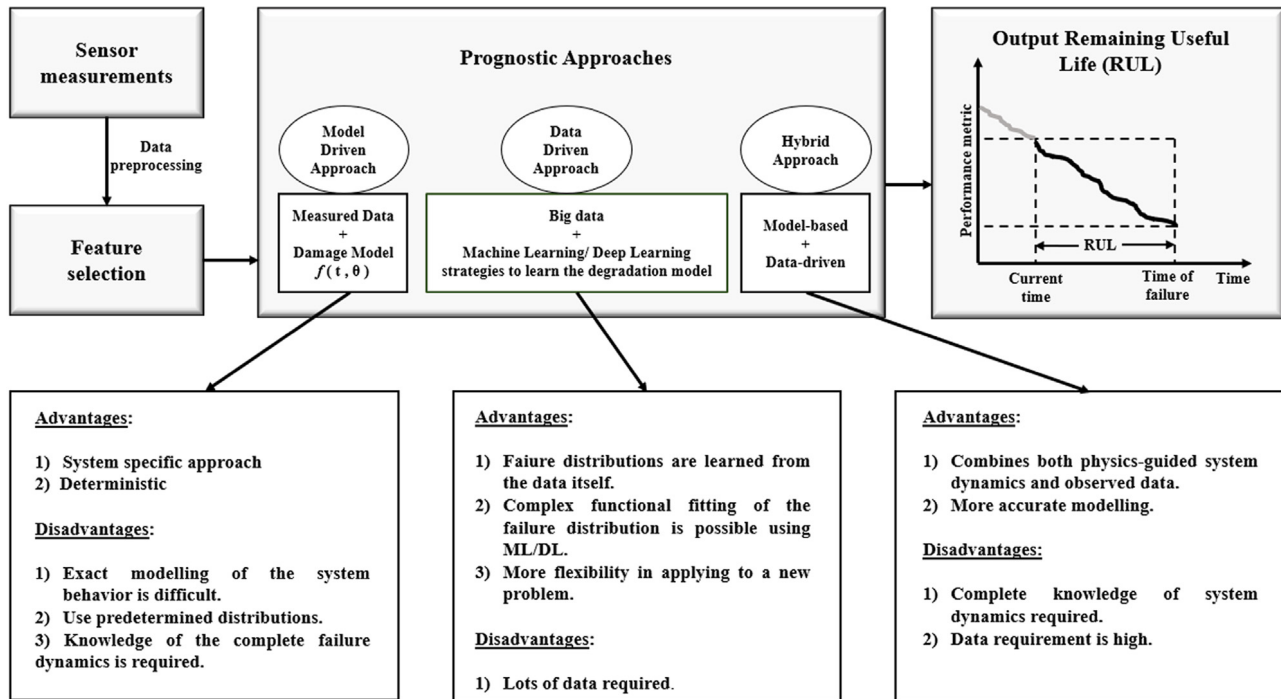 Sensor
measurements
Data
preprocessing
Feature
selection
Prognostic Approaches
Model
Driven
Approach
Measured Data
+
Damage Model
f( t , θ )
Data
Driven
Approach
Big data
+
Machine Learning/ Deep Learning
strategies to learn the degradation model
Hybrid
Approach
Model-based
+
Data-driven
Output Remaining Useful
Life (RUL)
Performance metric
RUL
Current
time
Time of
failure
Time
Advantages:
1) System specific approach
2) Deterministic
Disadvantages:
1) Exact modelling of the system
behavior is difficult.
2) Use predetermined distributions.
3) Knowledge of the complete failure
dynamics is required.
Advantages:
1) Faiure distributions are learned from
the data itself.
2) Complex functional fitting of the
failure distribution is possible using
ML/DL.
3) More flexibility in applying to a new
problem.
Disadvantages:
1) Lots of data required.
Advantages:
1) Combines both physics-guided system
dynamics and observed data.
2) More accurate modelling.
Disadvantages:
1) Complete knowledge of system
dynamics required.
2) Data requirement is high.